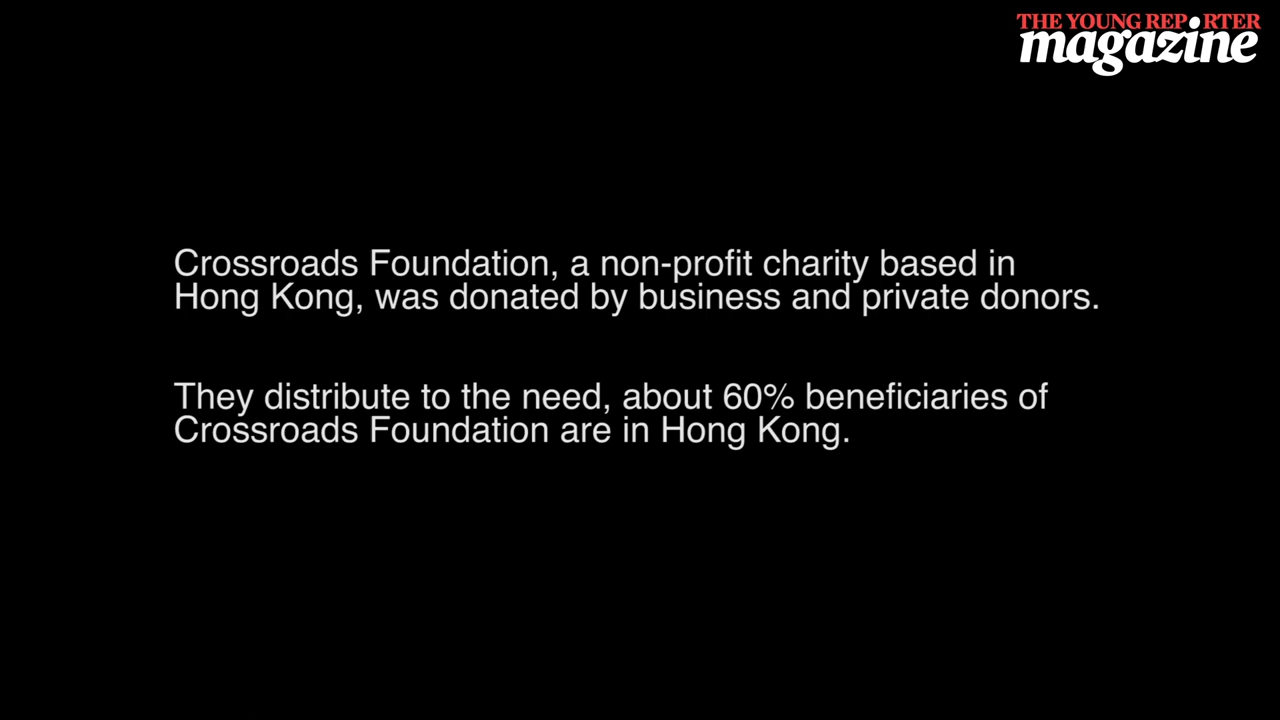 THE YOUNG REPORTER
magazine
Crossroads Foundation, a non-profit charity based in
Hong Kong, was donated by business and private donors.
They distribute to the need, about 60% beneficiaries of
Crossroads Foundation are in Hong Kong.